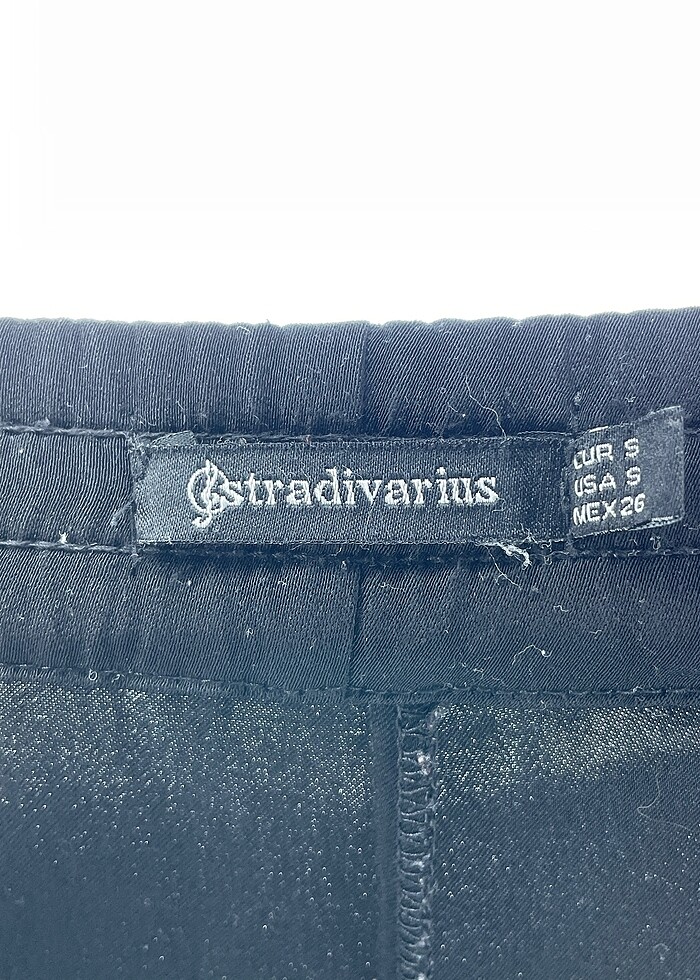 stradivarius
EUR S
USA S
MEX 26